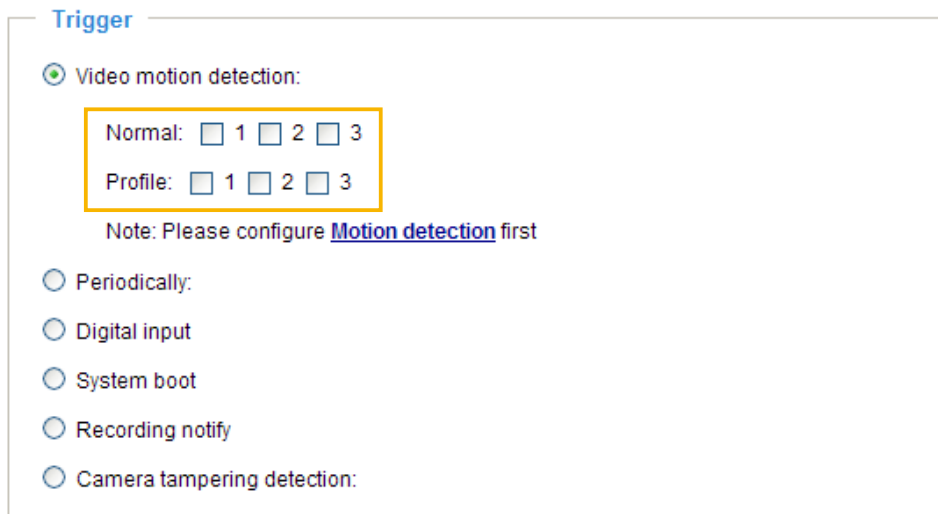 Trigger
Video motion detection:
Normal: 1 2 3
Profile: 1 2 3
Note: Please configure Motion detection first
Periodically:
Digital input
System boot
Recording notify
Camera tampering detection: